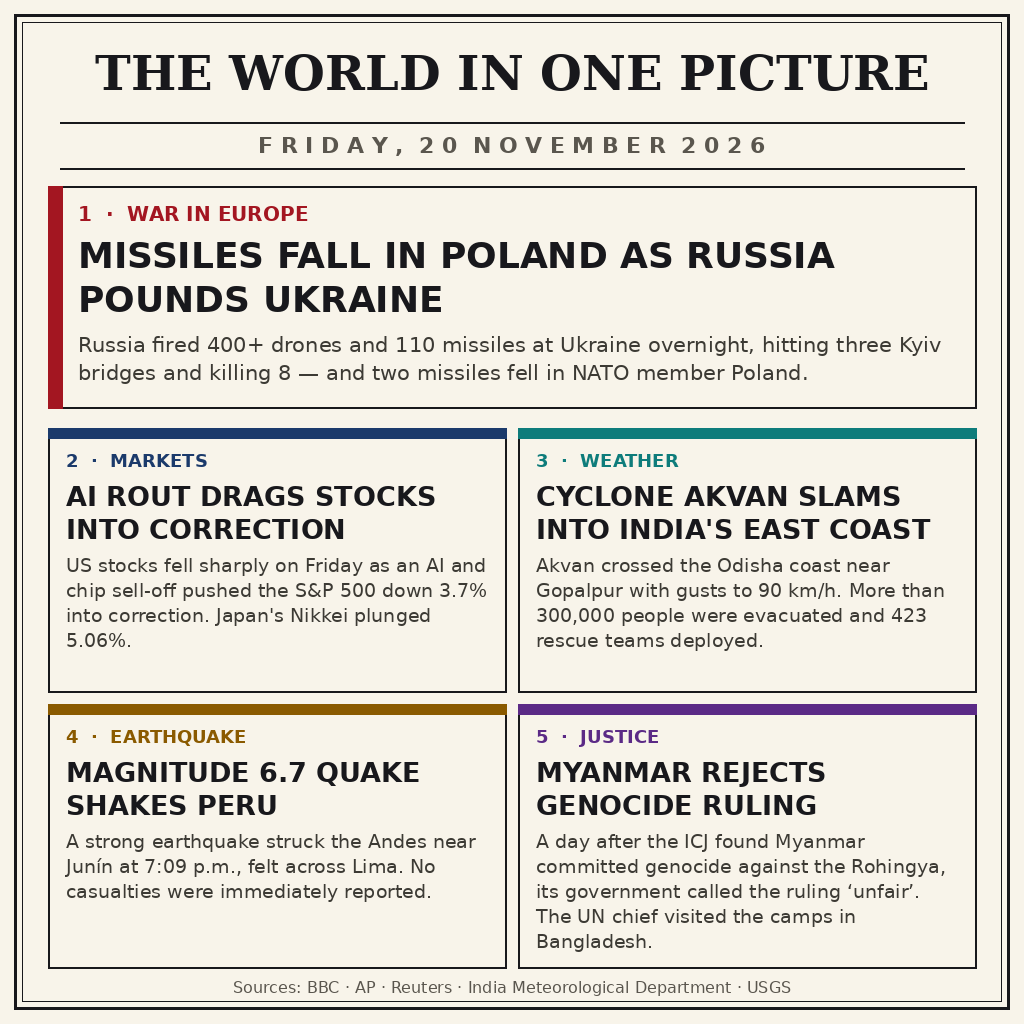 THE WORLD IN ONE PICTURE
FRIDAY, 20 NOVEMBER 2026
1 · WAR IN EUROPE
MISSILES FALL IN POLAND AS RUSSIA
POUNDS UKRAINE
Russia fired 400+ drones and 110 missiles at Ukraine overnight, hitting three Kyiv
bridges and killing 8 — and two missiles fell in NATO member Poland.
2 · MARKETS
AI ROUT DRAGS STOCKS
INTO CORRECTION
US stocks fell sharply on Friday as an AI and
chip sell-off pushed the S&P 500 down 3.7%
into correction. Japan's Nikkei plunged
5.06%.
3 · WEATHER
CYCLONE AKVAN SLAMS
INTO INDIA'S EAST COAST
Akvan crossed the Odisha coast near
Gopalpur with gusts to 90 km/h. More than
300,000 people were evacuated and 423
rescue teams deployed.
4 · EARTHQUAKE
MAGNITUDE 6.7 QUAKE
SHAKES PERU
A strong earthquake struck the Andes near
Junín at 7:09 p.m., felt across Lima. No
casualties were immediately reported.
5 · JUSTICE
MYANMAR REJECTS
GENOCIDE RULING
A day after the ICJ found Myanmar
committed genocide against the Rohingya,
its government called the ruling ‘unfair’.
The UN chief visited the camps in
Bangladesh.
Sources: BBC · AP · Reuters · India Meteorological Department · USGS